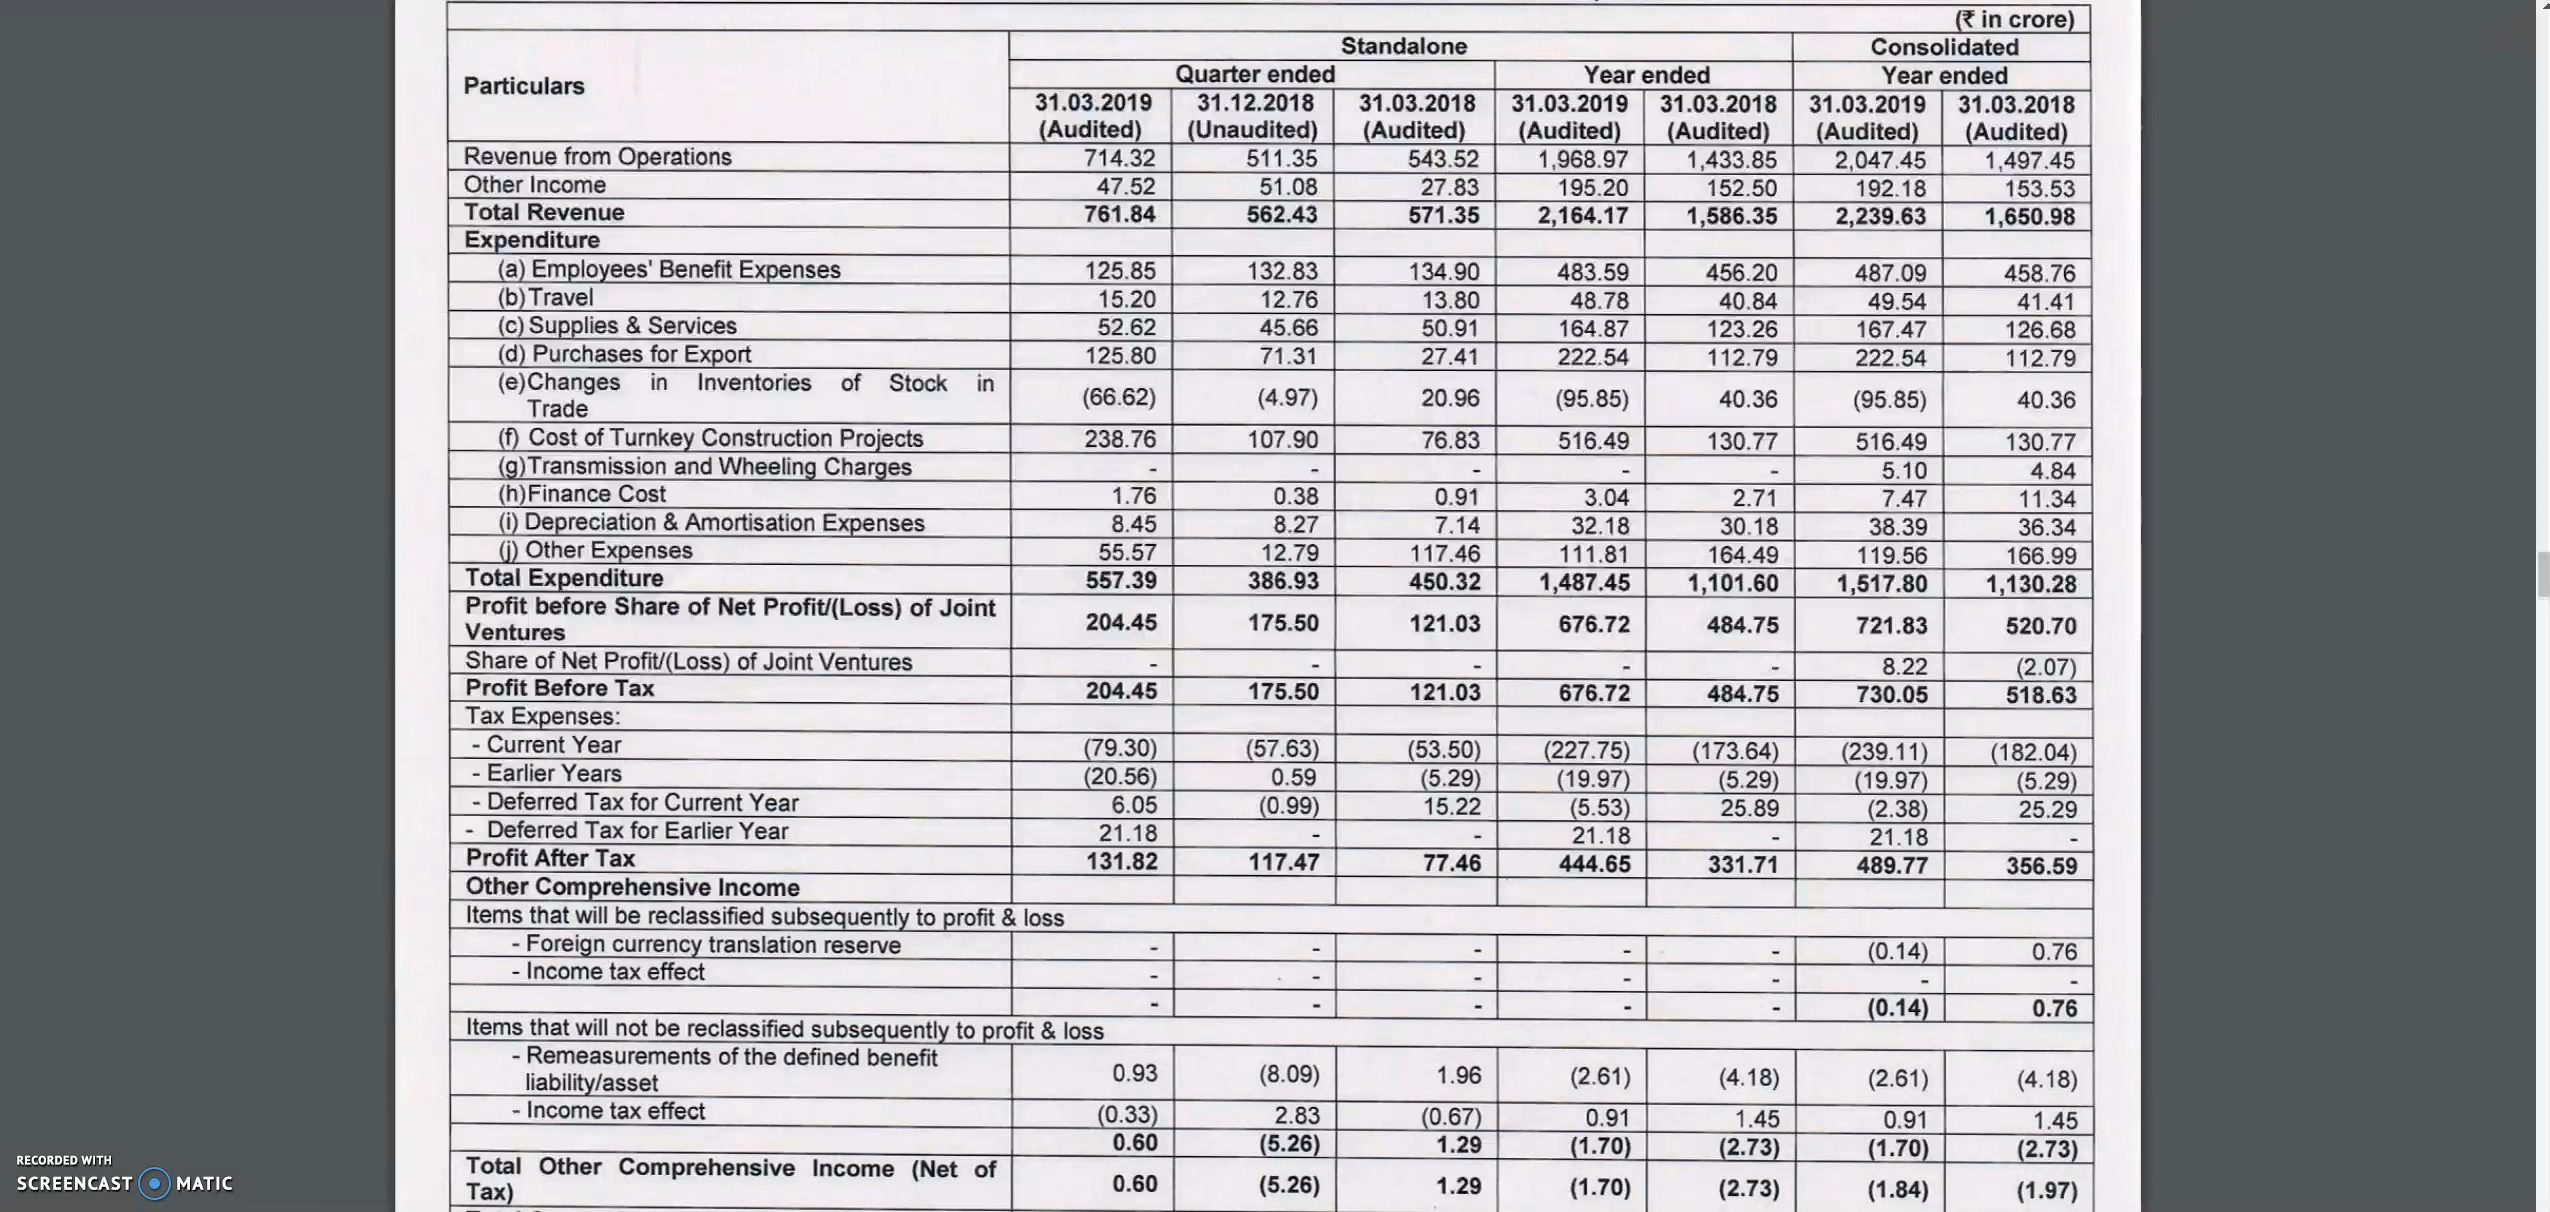 (₹ in crore)
Particulars Standalone Consolidated
Quarter ended Year ended Year ended
31.03.2019 31.12.2018 31.03.2018 31.03.2019 31.03.2018 31.03.2019 31.03.2018
(Audited) (Unaudited) (Audited) (Audited) (Audited) (Audited) (Audited)
Revenue from Operations 714.32 511.35 543.52 1,968.97 1,433.85 2,047.45 1,497.45
Other Income 47.52 51.08 27.83 195.20 152.50 192.18 153.53
Total Revenue 761.84 562.43 571.35 2,164.17 1,586.35 2,239.63 1,650.98
Expenditure
(a) Employees' Benefit Expenses 125.85 132.83 134.90 483.59 456.20 487.09 458.76
(b) Travel 15.20 12.76 13.80 48.78 40.84 49.54 41.41
(c) Supplies & Services 52.62 45.66 50.91 164.87 123.26 167.47 126.68
(d) Purchases for Export 125.80 71.31 27.41 222.54 112.79 222.54 112.79
(e) Changes in Inventories of Stock in
Trade (66.62) (4.97) 20.96 (95.85) 40.36 (95.85) 40.36
(f) Cost of Turnkey Construction Projects 238.76 107.90 76.83 516.49 130.77 516.49 130.77
(g) Transmission and Wheeling Charges - - - - - 5.10 4.84
(h) Finance Cost 1.76 0.38 0.91 3.04 2.71 7.47 11.34
(i) Depreciation & Amortisation Expenses 8.45 8.27 7.14 32.18 30.18 38.39 36.34
(j) Other Expenses 55.57 12.79 117.46 111.81 164.49 119.56 166.99
Total Expenditure 557.39 386.93 450.32 1,487.45 1,101.60 1,517.80 1,130.28
Profit before Share of Net Profit/(Loss) of Joint
Ventures 204.45 175.50 121.03 676.72 484.75 721.83 520.70
Share of Net Profit/(Loss) of Joint Ventures - - - - - 8.22 (2.07)
Profit Before Tax 204.45 175.50 121.03 676.72 484.75 730.05 518.63
Tax Expenses:
- Current Year (79.30) (57.63) (53.50) (227.75) (173.64) (239.11) (182.04)
- Earlier Years (20.56) 0.59 (5.29) (19.97) (5.29) (19.97) (5.29)
- Deferred Tax for Current Year 6.05 (0.99) 15.22 (5.53) 25.89 (2.38) 25.29
- Deferred Tax for Earlier Year 21.18 - - 21.18 - 21.18 -
Profit After Tax 131.82 117.47 77.46 444.65 331.71 489.77 356.59
Other Comprehensive Income
Items that will be reclassified subsequently to profit & loss
- Foreign currency translation reserve - - - - - (0.14) 0.76
- Income tax effect - - - - - - -
- - - - - (0.14) 0.76
Items that will not be reclassified subsequently to profit & loss
- Remeasurements of the defined benefit
liability/asset 0.93 (8.09) 1.96 (2.61) (4.18) (2.61) (4.18)
- Income tax effect (0.33) 2.83 (0.67) 0.91 1.45 0.91 1.45
0.60 (5.26) 1.29 (1.70) (2.73) (1.70) (2.73)
Total Other Comprehensive Income (Net of
Tax) 0.60 (5.26) 1.29 (1.70) (2.73) (1.84) (1.97)
RECORDED WITH
SCREENCAST MATIC